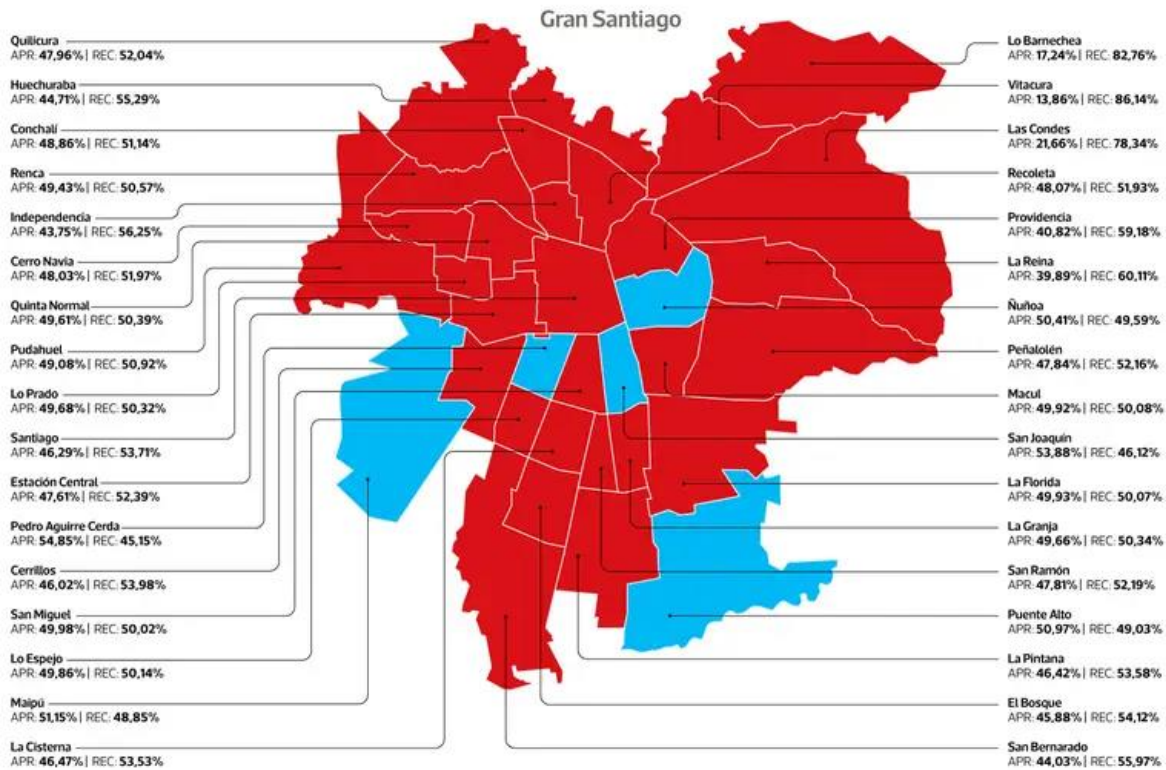 Gran Santiago
Quilicura
APR: 47,96% | REC: 52,04%
Huechuraba
APR: 44,71% | REC: 55,29%
Conchalí
APR: 48,86% | REC: 51,14%
Renca
APR: 49,43% | REC: 50,57%
Independencia
APR: 43,75% | REC: 56,25%
Cerro Navia
APR: 48,03% | REC: 51,97%
Quinta Normal
APR: 49,61% | REC: 50,39%
Pudahuel
APR: 49,08% | REC: 50,92%
Lo Prado
APR: 49,68% | REC: 50,32%
Santiago
APR: 46,29% | REC: 53,71%
Estación Central
APR: 47,61% | REC: 52,39%
Pedro Aguirre Cerda
APR: 54,85% | REC: 45,15%
Cerrillos
APR: 46,02% | REC: 53,98%
San Miguel
APR: 49,98% | REC: 50,02%
Lo Espejo
APR: 49,86% | REC: 50,14%
Maipú
APR: 51,15% | REC: 48,85%
La Cisterna
APR: 46,47% | REC: 53,53%
Lo Barnechea
APR: 17,24% | REC: 82,76%
Vitacura
APR: 13,86% | REC: 86,14%
Las Condes
APR: 21,66% | REC: 78,34%
Recoleta
APR: 48,07% | REC: 51,93%
Providencia
APR: 40,82% | REC: 59,18%
La Reina
APR: 39,89% | REC: 60,11%
Ñuñoa
APR: 50,41% | REC: 49,59%
Peñalolén
APR: 47,84% | REC: 52,16%
Macul
APR: 49,92% | REC: 50,08%
San Joaquín
APR: 53,88% | REC: 46,12%
La Florida
APR: 49,93% | REC: 50,07%
La Granja
APR: 49,66% | REC: 50,34%
San Ramón
APR: 47,81% | REC: 52,19%
Puente Alto
APR: 50,97% | REC: 49,03%
La Pintana
APR: 46,42% | REC: 53,58%
El Bosque
APR: 45,88% | REC: 54,12%
San Bernarado
APR: 44,03% | REC: 55,97%